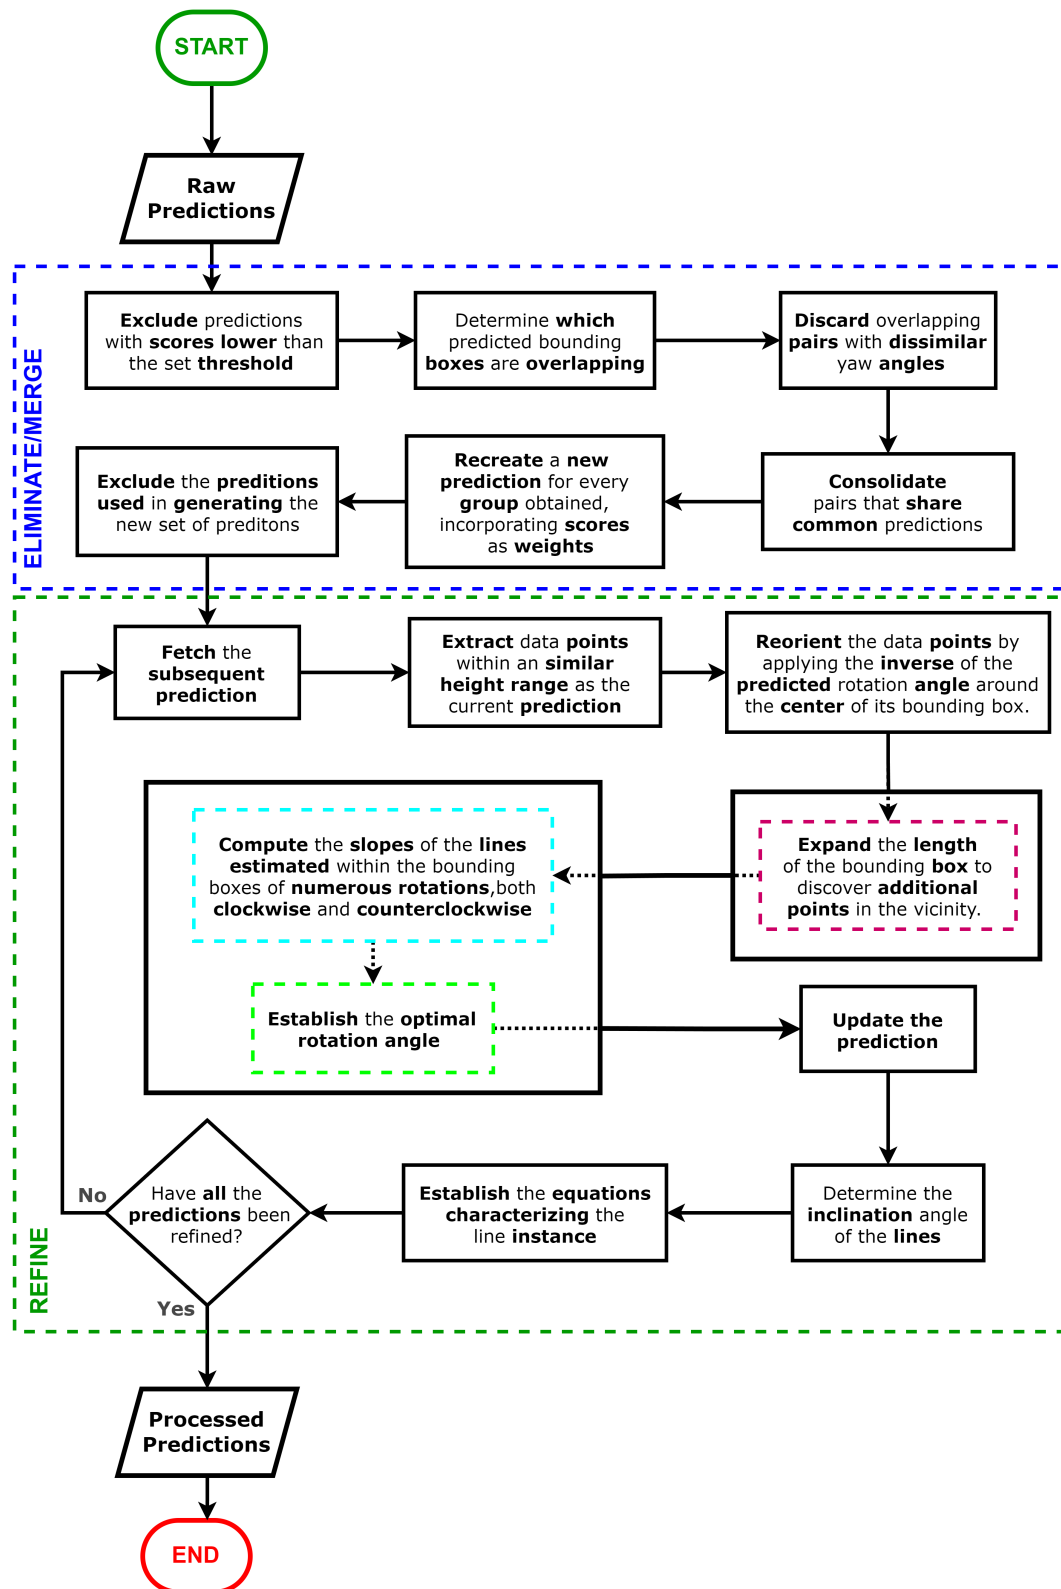 START
Raw
Predictions
ELIMINATE/MERGE
Exclude predictions
with scores lower than
the set threshold
Determine which
predicted bounding
boxes are overlapping
Discard overlapping
pairs with dissimilar
yaw angles
Consolidate
pairs that share
common predictions
Recreate a new
prediction for every
group obtained,
incorporating scores
as weights
Exclude the preditions
used in generating the
new set of preditons
REFINE
Fetch the
subsequent
prediction
Extract data points
within an similar
height range as the
current prediction
Reorient the data points by
applying the inverse of the
predicted rotation angle around
the center of its bounding box.
Expand the length
of the bounding box to
discover additional
points in the vicinity.
Compute the slopes of the lines
estimated within the bounding
boxes of numerous rotations,both
clockwise and counterclockwise
Establish the optimal
rotation angle
Update the
prediction
Determine the
inclination angle
of the lines
Establish the equations
characterizing the
line instance
Have all the
predictions been
refined?
No
Yes
Processed
Predictions
END